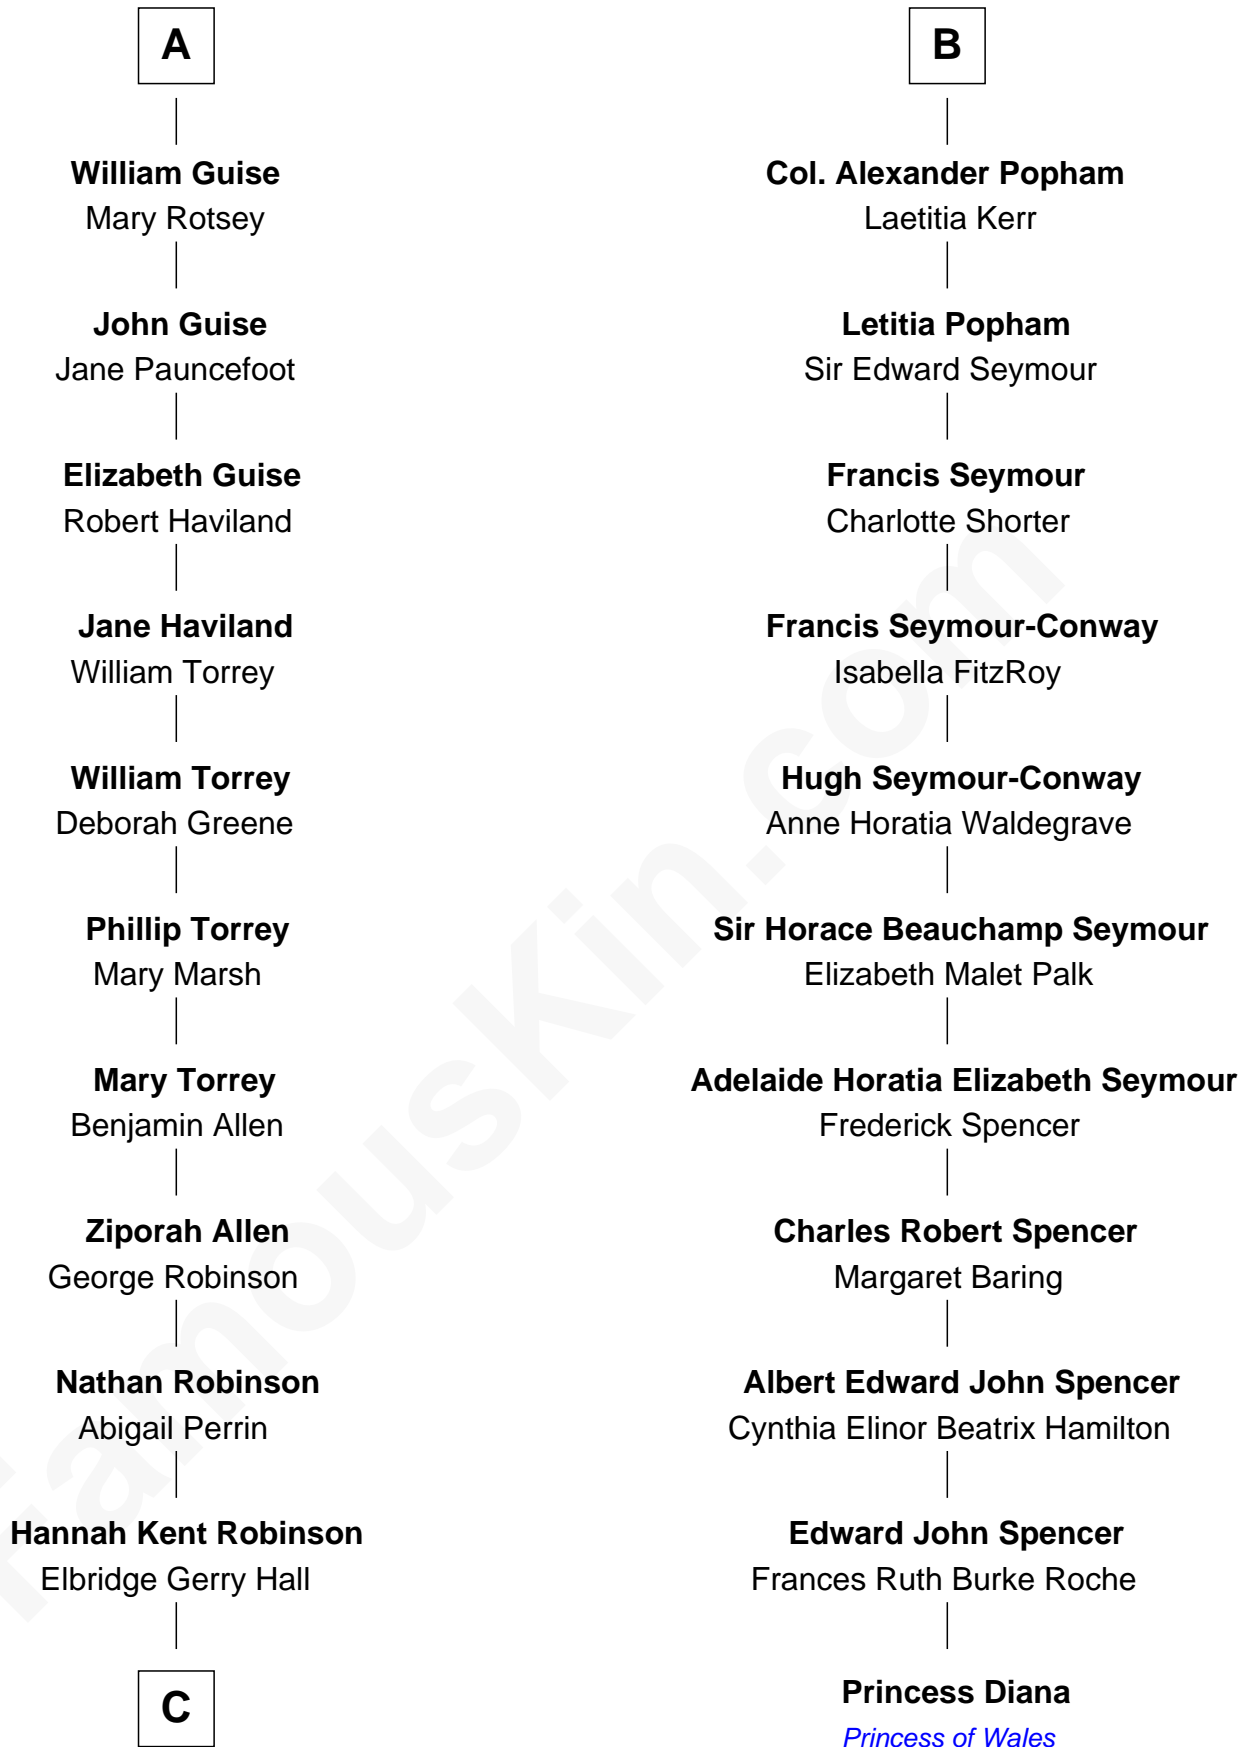 A
William Guise
Mary Rotsey
John Guise
Jane Pauncefoot
Elizabeth Guise
Robert Haviland
Jane Haviland
William Torrey
William Torrey
Deborah Greene
Phillip Torrey
Mary Marsh
Mary Torrey
Benjamin Allen
Ziporah Allen
George Robinson
Nathan Robinson
Abigail Perrin
Hannah Kent Robinson
Elbridge Gerry Hall
C
B
Col. Alexander Popham
Laetitia Kerr
Letitia Popham
Sir Edward Seymour
Francis Seymour
Charlotte Shorter
Francis Seymour-Conway
Isabella FitzRoy
Hugh Seymour-Conway
Anne Horatia Waldegrave
Sir Horace Beauchamp Seymour
Elizabeth Malet Palk
Adelaide Horatia Elizabeth Seymour
Frederick Spencer
Charles Robert Spencer
Margaret Baring
Albert Edward John Spencer
Cynthia Elinor Beatrix Hamilton
Edward John Spencer
Frances Ruth Burke Roche
Princess Diana
Princess of Wales
FamousKin.com